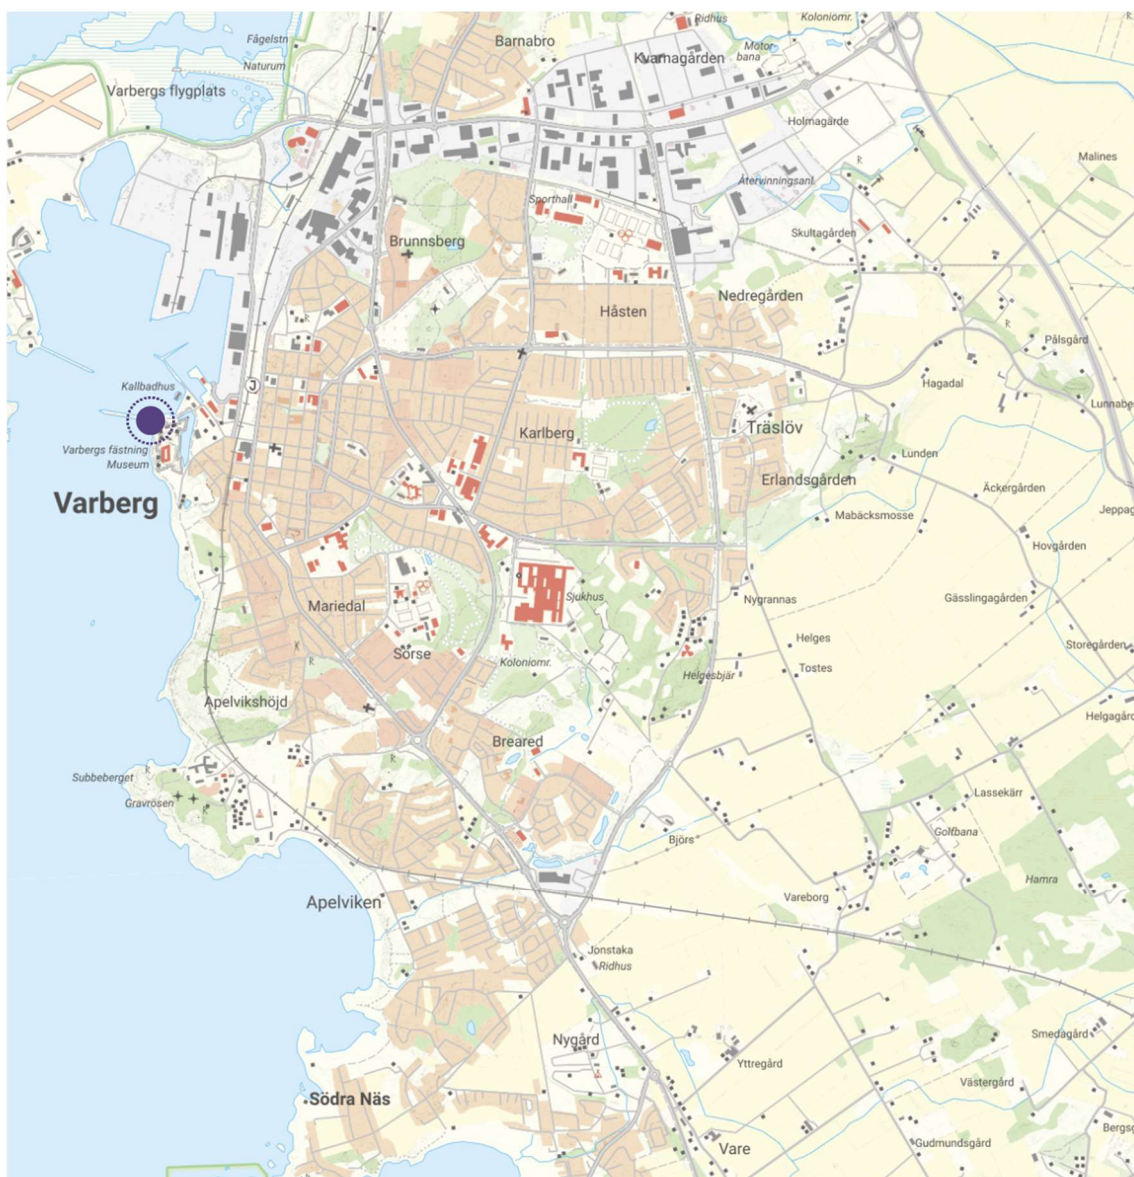 Ridhus
Koloniomr.
Fågelstn
Barnabro
Motor-
bana
Kvarnagården
Naturum
Varbergs flygplats
Holmagärde
Malines
Återvinningsanl
Sporthall
Skultagården
Brunnsberg
Nedregården
Håsten
Pålsgård
Kallbadhus
Hagadal
Lunnabe
J
Träslöv
Karlberg
Varbergs fästning
Museum
Lunden
Erlandsgården
Äckergården
Varberg
Mabäcksmosse
Jeppag
Hovgården
Sjukhus
Nygrannas
Gässlingagården
Mariedal
Helges
Storegården
Sörse
Koloniomr.
Tostes
Helgesbjär
Apelvikshöjd
Helgagård
Breared
Subbeberget
Gravrösen
Lassekärr
Golfbana
Björs
Hamra
Vareborg
Apelviken
Jonstaka
Ridhus
Smedagård
Nygård
Yttregård
Västergård
Södra Näs
Bergsg
Gudmundsgård
Vare